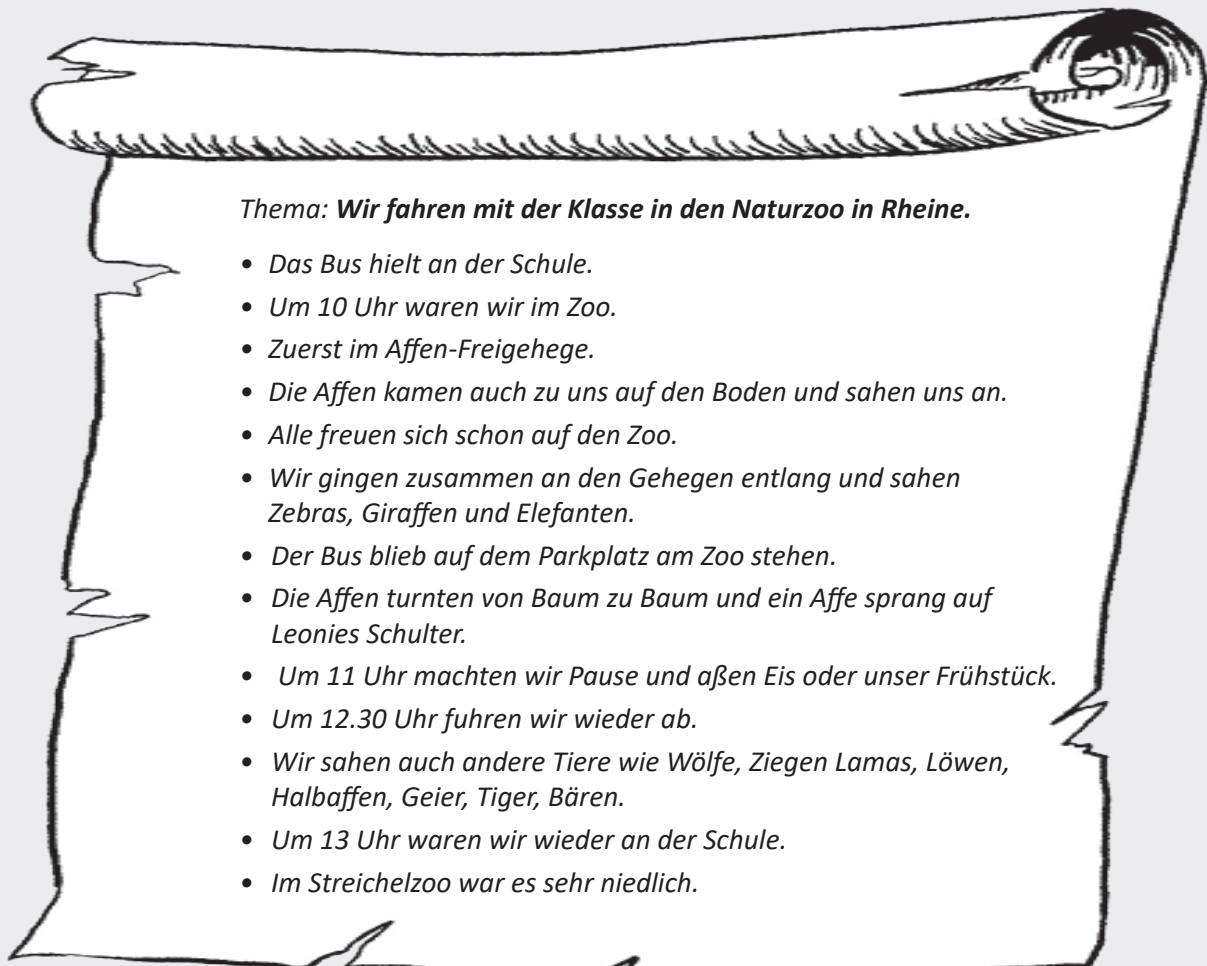 Thema: Wir fahren mit der Klasse in den Naturzoo in Rheine.
• Das Bus hielt an der Schule.
• Um 10 Uhr waren wir im Zoo.
• Zuerst im Affen-Freigehege.
• Die Affen kamen auch zu uns auf den Boden und sahen uns an.
• Alle freuen sich schon auf den Zoo.
• Wir gingen zusammen an den Gehegen entlang und sahen
Zebras, Giraffen und Elefanten.
• Der Bus blieb auf dem Parkplatz am Zoo stehen.
• Die Affen turnten von Baum zu Baum und ein Affe sprang auf
Leonies Schulter.
• Um 11 Uhr machten wir Pause und aßen Eis oder unser Frühstück.
• Um 12.30 Uhr fuhren wir wieder ab.
• Wir sahen auch andere Tiere wie Wölfe, Ziegen Lamas, Löwen,
Halbaffen, Geier, Tiger, Bären.
• Um 13 Uhr waren wir wieder an der Schule.
• Im Streichelzoo war es sehr niedlich.